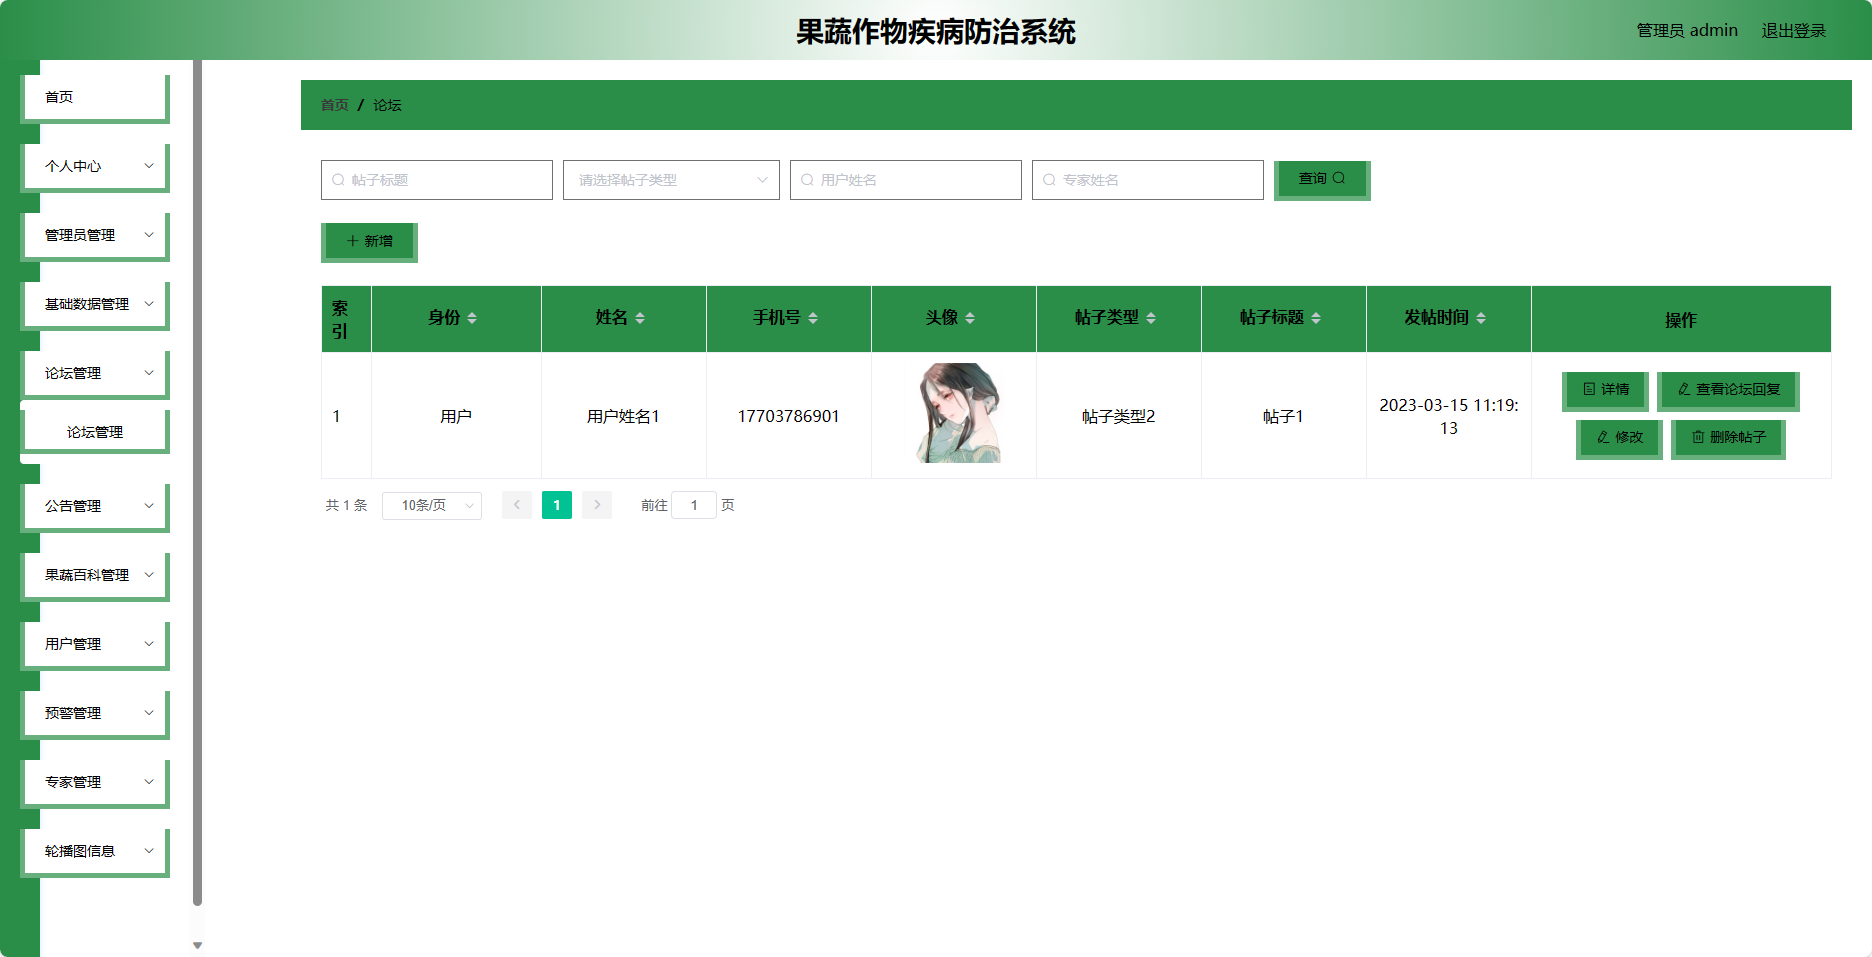 果蔬作物疾病防治系统
管理员 admin
退出登录
首页
个人中心
管理员管理
基础数据管理
论坛管理
论坛管理
公告管理
果蔬百科管理
用户管理
预警管理
专家管理
轮播图信息
首页 / 论坛
帖子标题
请选择帖子类型
用户姓名
专家姓名
查询
新增
索引
身份
姓名
手机号
头像
帖子类型
帖子标题
发帖时间
操作
1
用户
用户姓名1
17703786901
帖子类型2
帖子1
2023-03-15 11:19:
13
详情
查看论坛回复
修改
删除帖子
共 1 条
10条/页
1
前往 1 页